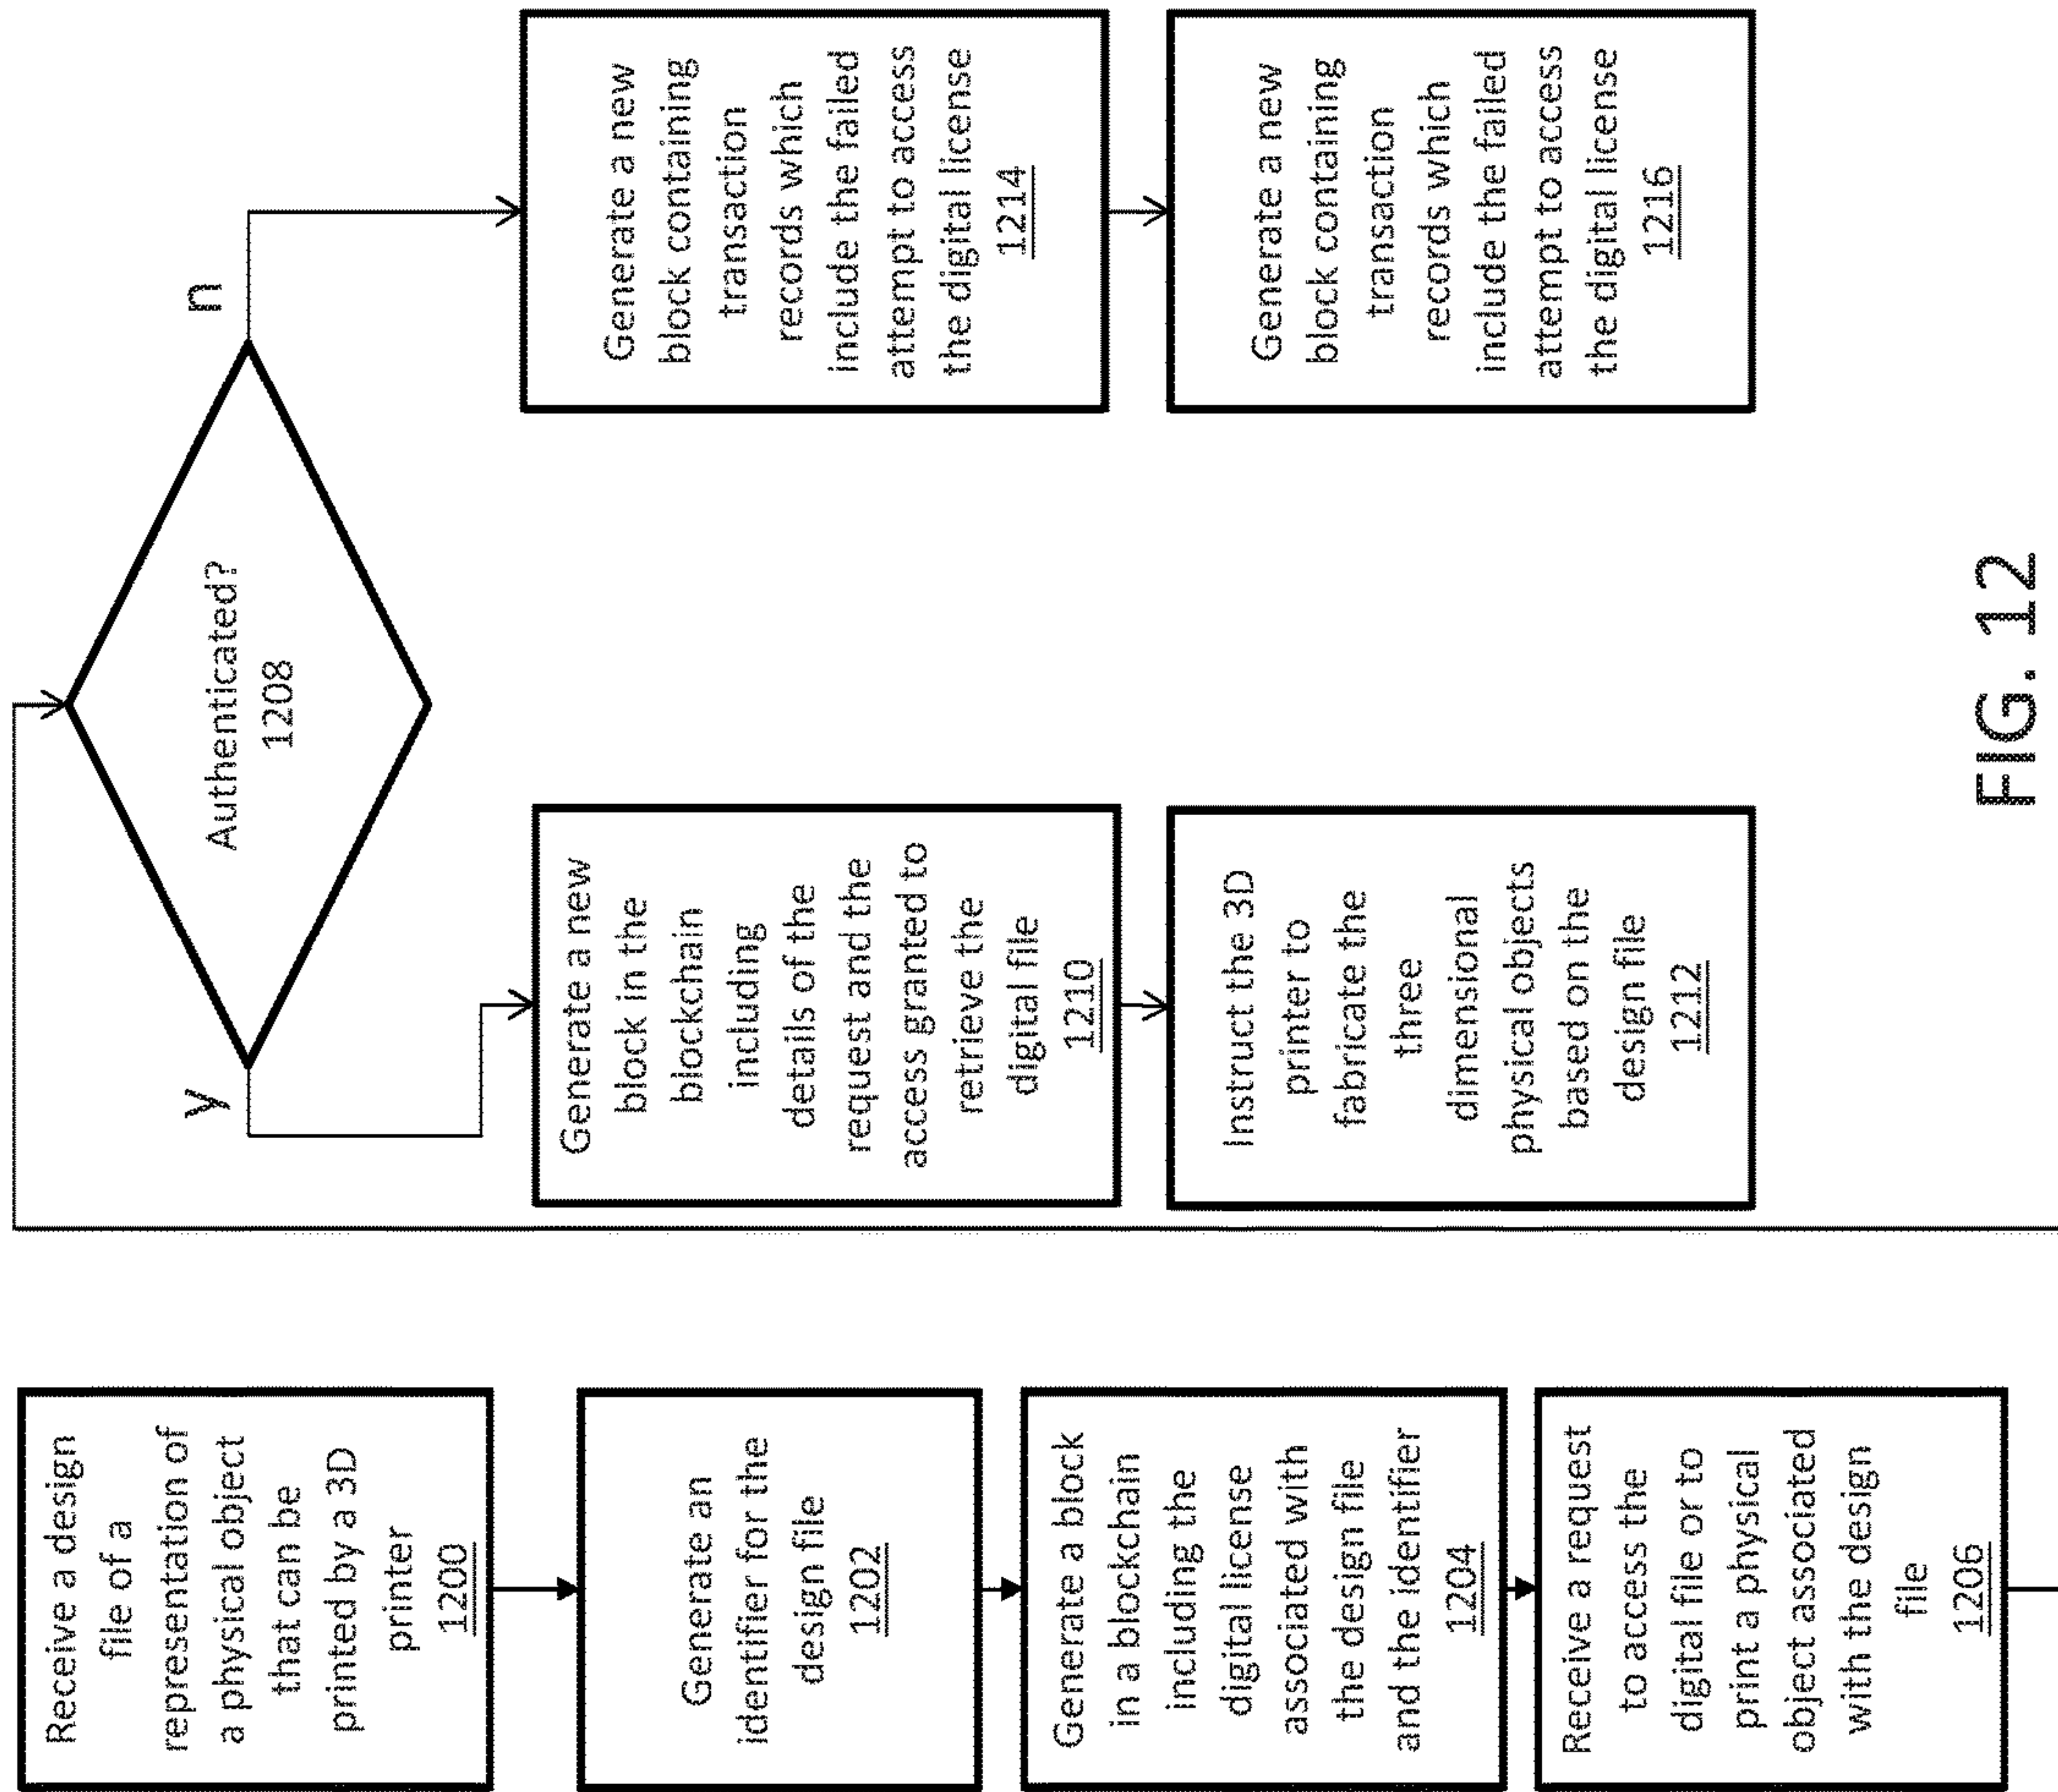 Receive a design
file of a
representation of
a physical object
that can be
printed by a 3D
printer
1200
Generate an
identifier for the
design file
1202
Generate a block
in a blockchain
including the
digital license
associated with
the design file
and the identifier
1204
Receive a request
to access the
digital file or to
print a physical
object associated
with the design
file
1206
Authenticated?
1208
y
n
Generate a new
block in the
blockchain
including
details of the
request and the
access granted to
retrieve the
digital file
1210
Instruct the 3D
printer to
fabricate the
three
dimensional
physical objects
based on the
design file
1212
Generate a new
block containing
transaction
records which
include the failed
attempt to access
the digital license
1214
Generate a new
block containing
transaction
records which
include the failed
attempt to access
the digital license
1216
FIG. 12